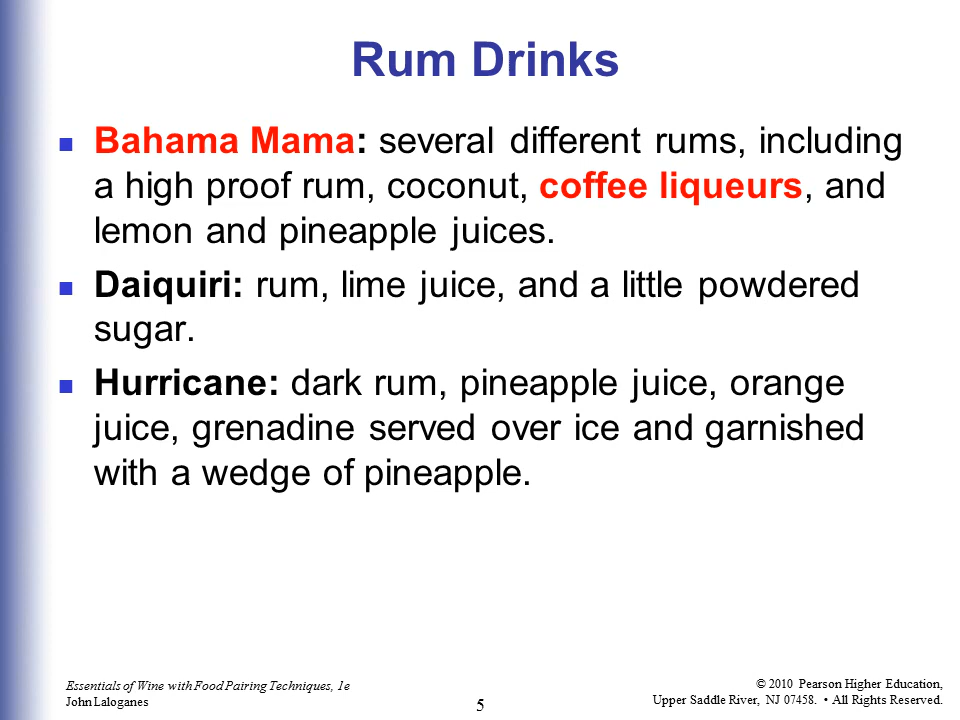 Rum Drinks
Bahama Mama: several different rums, including
a high proof rum, coconut, coffee liqueurs, and
lemon and pineapple juices.
Daiquiri: rum, lime juice, and a little powdered
sugar.
Hurricane: dark rum, pineapple juice, orange
juice, grenadine served over ice and garnished
with a wedge of pineapple.
Essentials of Wine with Food Pairing Techniques, 1e
John Laloganes
5
© 2010 Pearson Higher Education,
Upper Saddle River, NJ 07458. • All Rights Reserved.